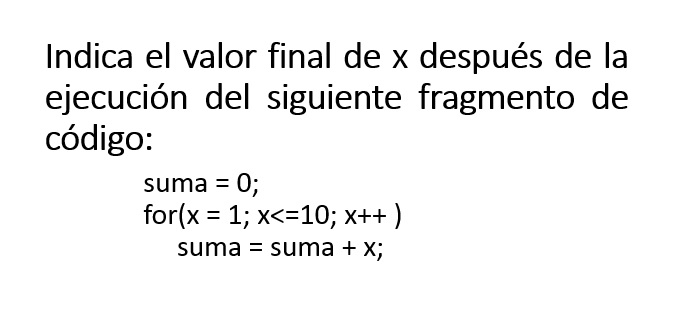 Indica el valor final de x después de la
ejecución del siguiente fragmento de
código:
suma = 0;
for(x = 1; x<=10; x++ )
suma = suma + x;